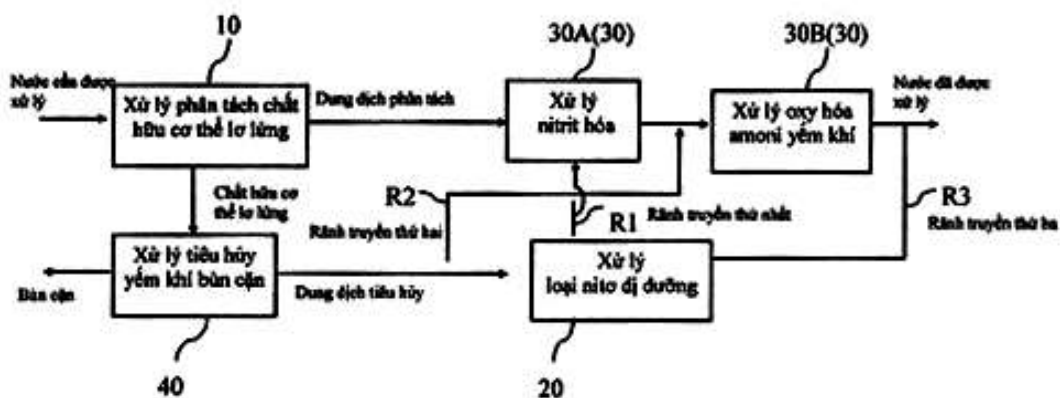 10
30A(30)
30B(30)
Nước cần được
xử lý
Xử lý phân tách chất
hữu cơ thể lơ lửng
Dung dịch phân tách
Xử lý
nitrit hóa
Xử lý oxy hóa
amoni yếm khí
Nước đã được
xử lý
Chất hữu cơ
thể lơ lửng
R2
R1
R3
Rãnh truyền thứ hai
Rãnh truyền thứ nhất
Rãnh truyền thứ ba
Xử lý tiêu hủy
yếm khí bùn cặn
Bùn cặn
Dung dịch tiêu hủy
Xử lý
loại nitơ dị dưỡng
40
20